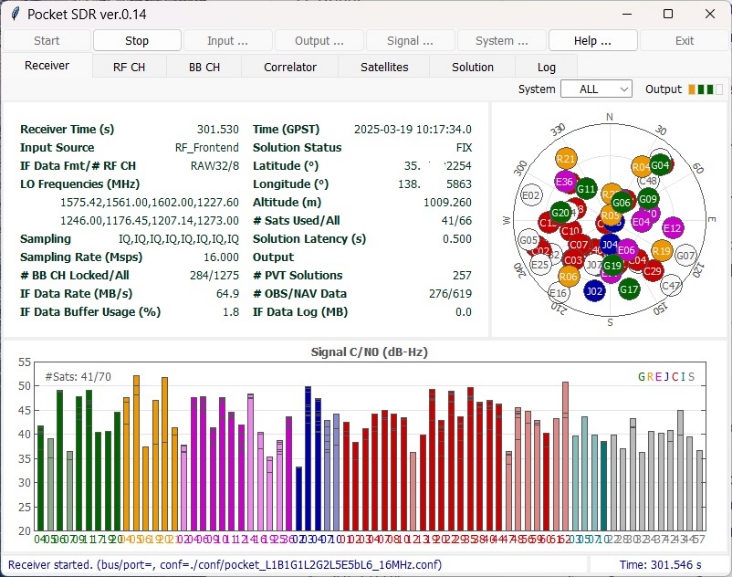 Pocket SDR ver.0.14
Start Stop Input ... Output ... Signal ... System ... Help ... Exit
Receiver RF CH BB CH Correlator Satellites Solution Log
System ALL Output
Receiver Time (s) 301.530 Time (GPST) 2025-03-19 10:17:34.0
Input Source RF_Frontend Solution Status FIX
IF Data Fmt/# RF CH RAW32/8 Latitude (°) 35. 2254
LO Frequencies (MHz) Longitude (°) 138. 5863
1575.42,1561.00,1602.00,1227.60 Altitude (m) 1009.260
1246.00,1176.45,1207.14,1273.00 # Sats Used/All 41/66
Sampling IQ,IQ,IQ,IQ,IQ,IQ,IQ,IQ Solution Latency (s) 0.500
Sampling Rate (Msps) 16.000 Output
# BB CH Locked/All 284/1275 # PVT Solutions 257
IF Data Rate (MB/s) 64.9 # OBS/NAV Data 276/619
IF Data Buffer Usage (%) 1.8 IF Data Log (MB) 0.0
N
330 30
R21 R04 G04
300 60
E36 G11 C48
E02 G06 G09
G20 R05
W E
E04 E12
C10
G05 C07 J04 E06 R19 G07
E25 C03 J07 G19 C04 C29
240 120
R06 C47
E16 J02 G17
210 150
S
Signal C/N0 (dB-Hz)
55
#Sats: 41/70 G R E J C I S
50
45
40
35
30
25
20
Receiver started. (bus/port=, conf=./conf/pocket_L1B1G1L2G2L5E5bL6_16MHz.conf) Time: 301.546 s